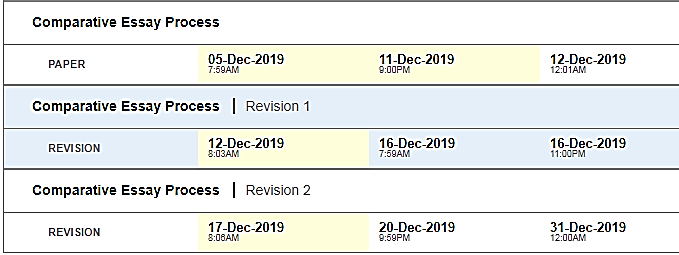 Comparative Essay Process
PAPER 05-Dec-2019 11-Dec-2019 12-Dec-2019
7:59AM 9:00PM 12:01AM
Comparative Essay Process | Revision 1
REVISION 12-Dec-2019 16-Dec-2019 16-Dec-2019
8:03AM 7:59AM 11:00PM
Comparative Essay Process | Revision 2
REVISION 17-Dec-2019 20-Dec-2019 31-Dec-2019
8:06AM 9:59PM 12:00AM